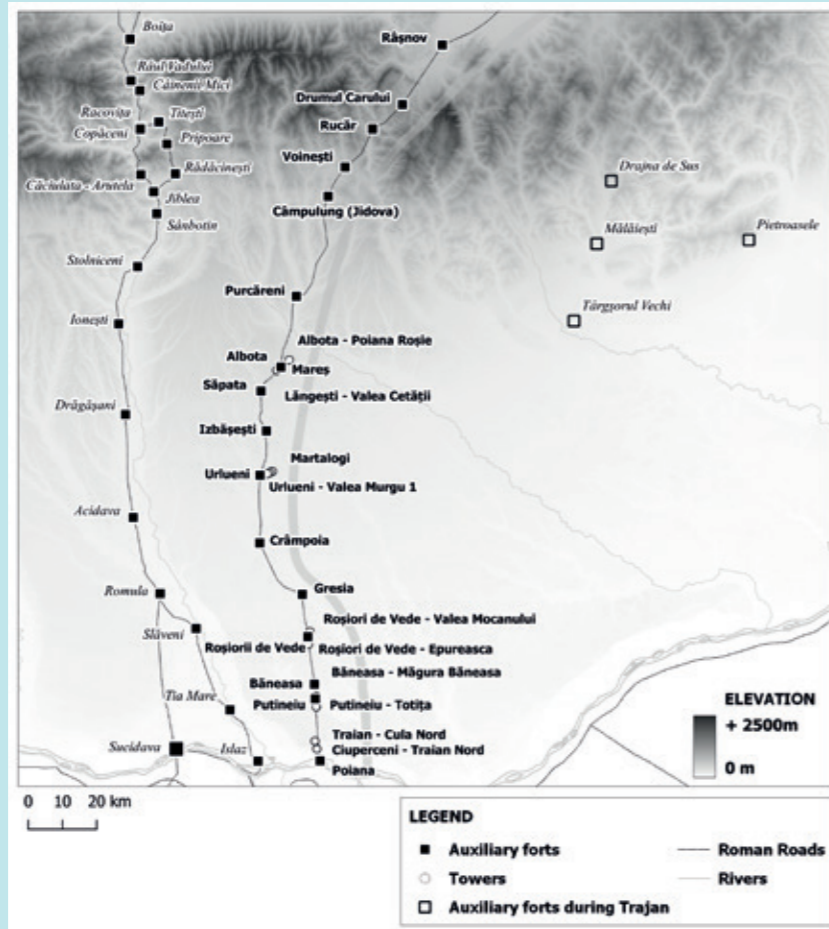 Boița
Râșnov
Râul Vadului
Câinenii Mici
Drumul Carului
Racovița
Titești
Copăceni
Rucăr
Pripoare
Voinești
Rădăcinești
Drajna de Sus
Căciulata - Arutela
Jiblea
Câmpulung (Jidova)
Sânbotin
Mălăiești
Pietroasele
Stolniceni
Purcăreni
Târgșorul Vechi
Ionești
Albota - Poiana Roșie
Albota
Mareș
Săpata
Lăngești - Valea Cetății
Drăgășani
Izbășești
Martalogi
Urlueni
Urlueni - Valea Murgu 1
Acidava
Crâmpoia
Romula
Gresia
Roșiori de Vede - Valea Mocanului
Slăveni
Roșiorii de Vede
Roșiori de Vede - Epureasca
Băneasa - Măgura Băneasa
Băneasa
Tia Mare
Putineiu
Putineiu - Totița
ELEVATION
+ 2500m
Traian - Cula Nord
Sucidava
Islaz
Ciuperceni - Traian Nord
Poiana
0 m
0 10 20 km
LEGEND
Auxiliary forts
Roman Roads
Towers
Rivers
Auxiliary forts during Trajan